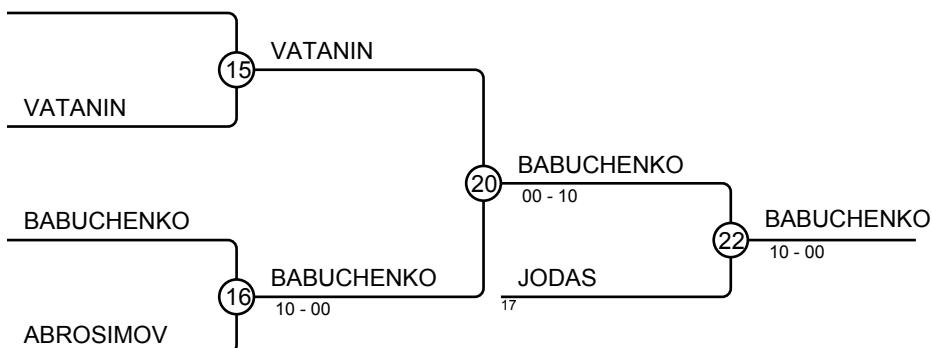 15
VATANIN
VATANIN
20
BABUCHENKO
00 - 10
BABUCHENKO
22
BABUCHENKO
10 - 00
16
BABUCHENKO
10 - 00
JODAS
17
ABROSIMOV